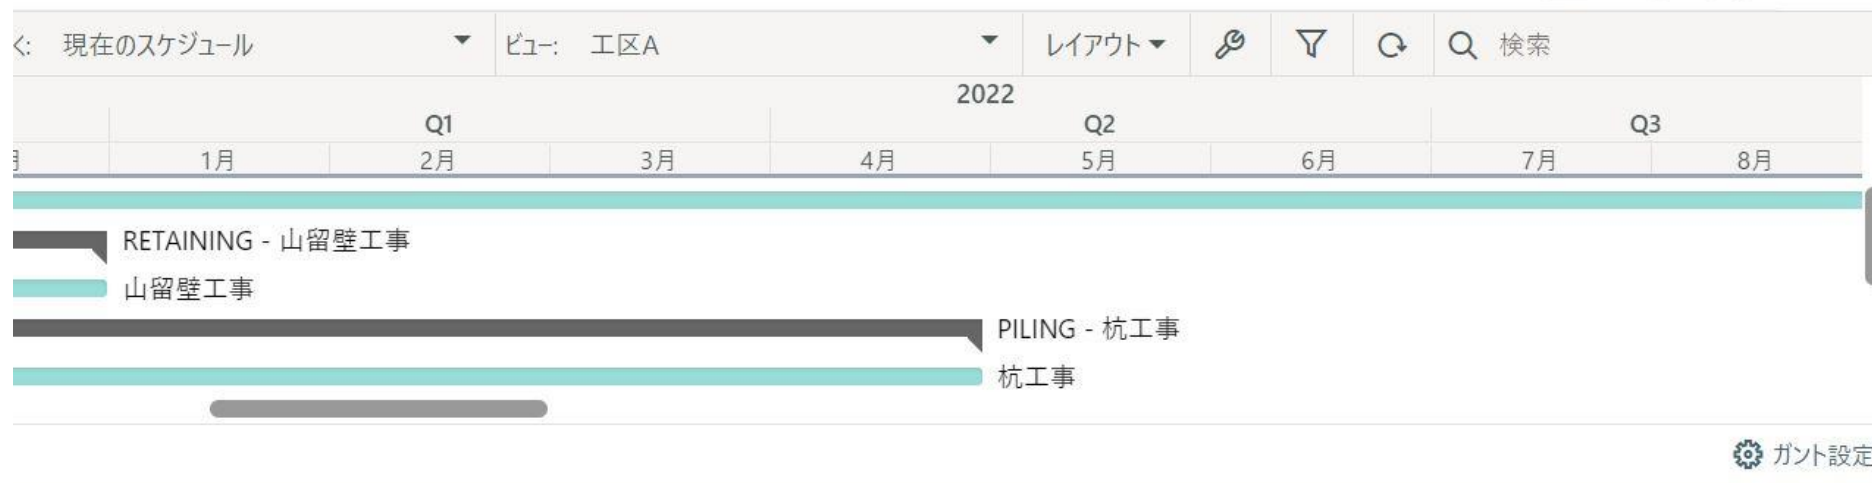 く: 現在のスケジュール ビュー: 工区A レイアウト 検索
2022
Q1 Q2 Q3
月 1月 2月 3月 4月 5月 6月 7月 8月
RETAINING - 山留壁工事
山留壁工事
PILING - 杭工事
杭工事
ガント設定